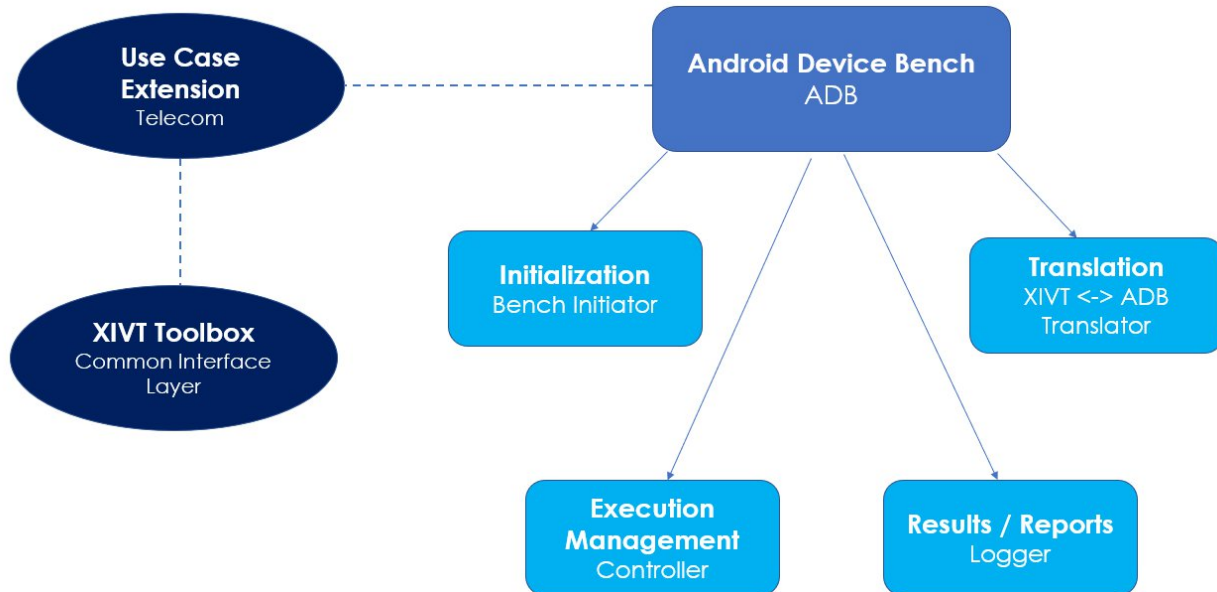 Use Case
Extension
Telecom
Android Device Bench
ADB
Initialization
Bench Initiator
Translation
XIVT <-> ADB
Translator
XIVT Toolbox
Common Interface
Layer
Execution
Management
Controller
Results / Reports
Logger